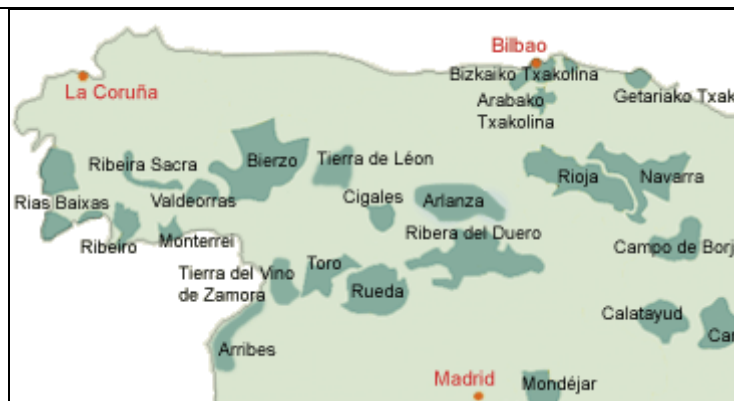 Bilbao
La Coruña
Bizkaiko Txakolina
Getariako Txak
Arabako
Txakolina
Ribeira Sacra
Bierzo
Tierra de Léon
Rioja
Navarra
Rias Baixas
Valdeorras
Cigales
Arlanza
Ribeiro
Monterrei
Ribera del Duero
Campo de Borj
Tierra del Vino
de Zamora
Toro
Rueda
Calatayud
Car
Arribes
Madrid
Mondéjar